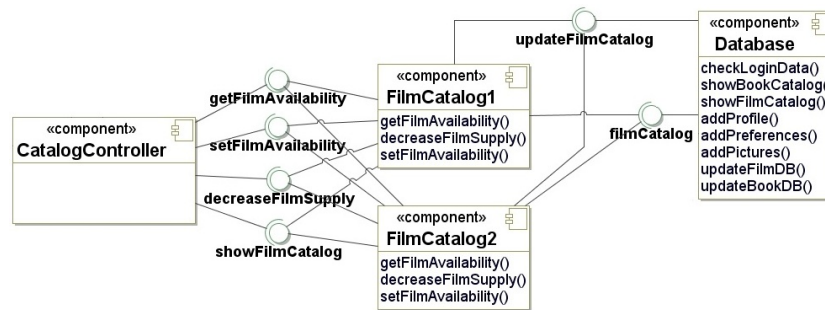 «component»
CatalogController
getFilmAvailability
setFilmAvailability
decreaseFilmSupply
showFilmCatalog
«component»
FilmCatalog1
getFilmAvailability()
decreaseFilmSupply()
setFilmAvailability()
«component»
FilmCatalog2
getFilmAvailability()
decreaseFilmSupply()
setFilmAvailability()
updateFilmCatalog
filmCatalog
«component»
Database
checkLoginData()
showBookCatalog(
showFilmCatalog()
addProfile()
addPreferences()
addPictures()
updateFilmDB()
updateBookDB()